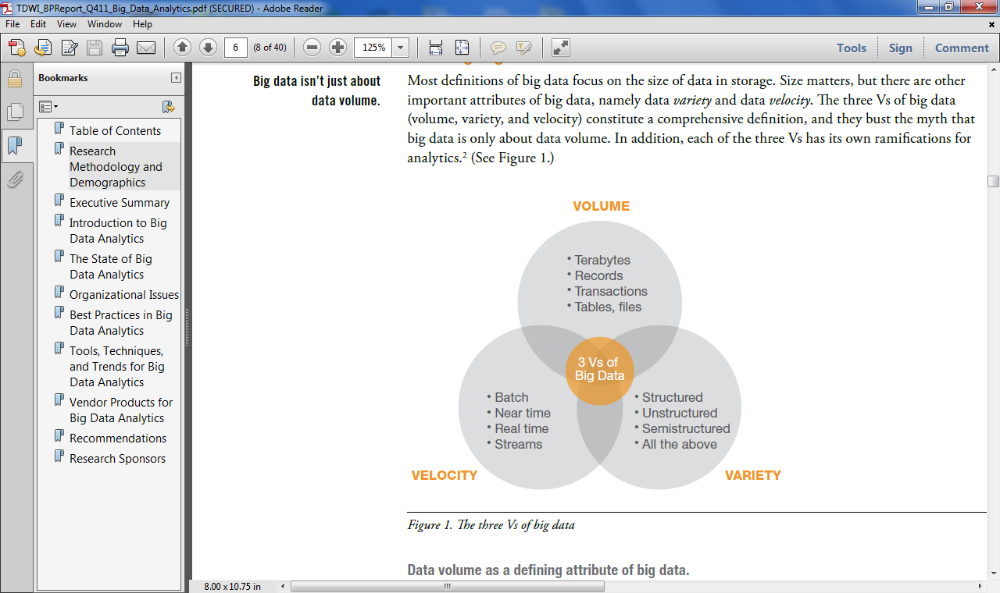 TDWI_BPReport_Q411_Big_Data_Analytics.pdf (SECURED) - Adobe Reader
File Edit View Window Help
6 (8 of 40) 125% Tools Sign Comment
Bookmarks
Table of Contents
Research
Methodology and
Demographics
Executive Summary
Introduction to Big
Data Analytics
The State of Big
Data Analytics
Organizational Issues
Best Practices in Big
Data Analytics
Tools, Techniques,
and Trends for Big
Data Analytics
Vendor Products for
Big Data Analytics
Recommendations
Research Sponsors
Big data isn't just about
data volume.
Most definitions of big data focus on the size of data in storage. Size matters, but there are other
important attributes of big data, namely data variety and data velocity. The three Vs of big data
(volume, variety, and velocity) constitute a comprehensive definition, and they bust the myth that
big data is only about data volume. In addition, each of the three Vs has its own ramifications for
analytics.² (See Figure 1.)
VOLUME
• Terabytes
• Records
• Transactions
• Tables, files
3 Vs of
Big Data
• Batch
• Near time
• Real time
• Streams
• Structured
• Unstructured
• Semistructured
• All the above
VELOCITY
VARIETY
Figure 1. The three Vs of big data
Data volume as a defining attribute of big data.
8.00 x 10.75 in